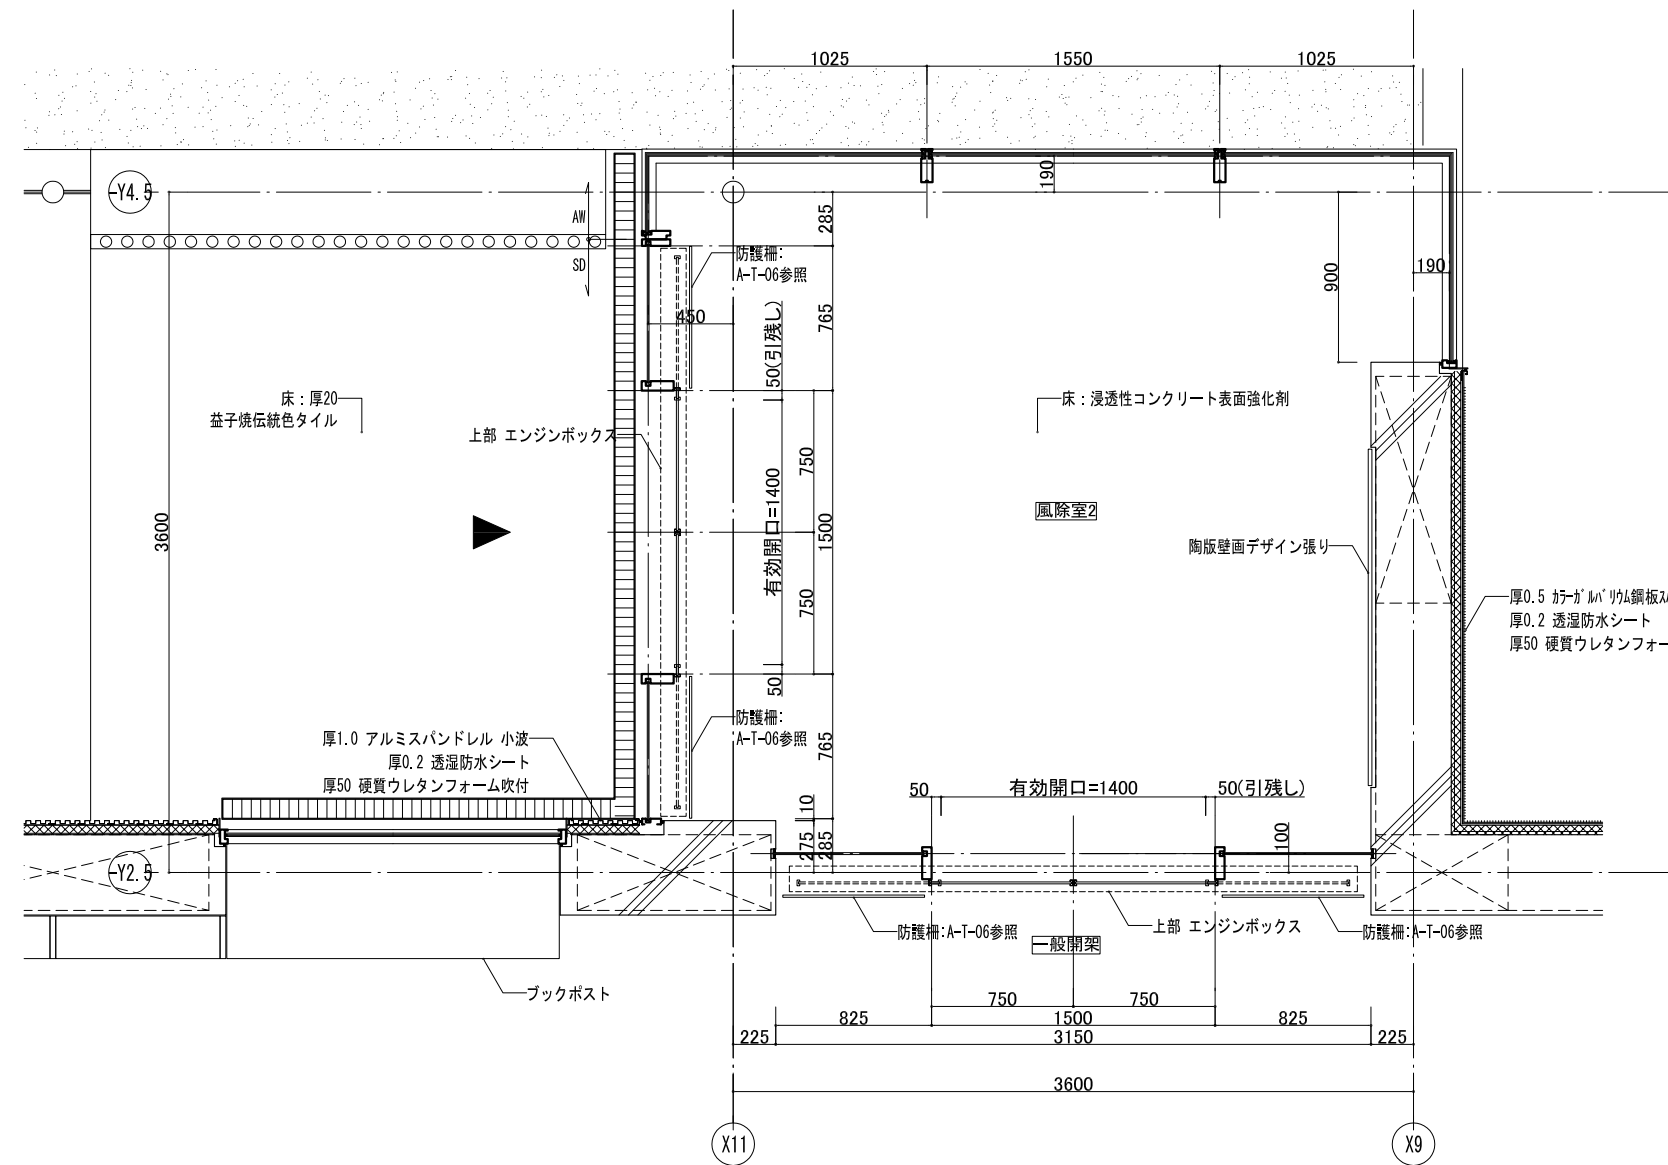 1025
1550
1025
-Y4.5
AW
SD
190
285
防護柵:
A-T-06参照
900
190
450
50(引残し)
765
床：厚20
益子焼伝統色タイル
上部 エンジンボックス
床：浸透性コンクリート表面強化剤
3600
有効開口=1400
750
1500
750
風除室2
陶版壁画デザイン張り
厚0.5 ｶﾗｰｶﾞﾙﾊﾞﾘｳﾑ鋼板
厚0.2 透湿防水シート
厚50 硬質ウレタンフォー
50
防護柵:
A-T-06参照
765
厚1.0 アルミスパンドレル 小波
厚0.2 透湿防水シート
厚50 硬質ウレタンフォーム吹付
10
275
285
50
有効開口=1400
50(引残し)
100
-Y2.5
防護柵:A-T-06参照
一般開架
上部 エンジンボックス
防護柵:A-T-06参照
ブックポスト
750
750
825
1500
825
225
3150
225
3600
X11
X9